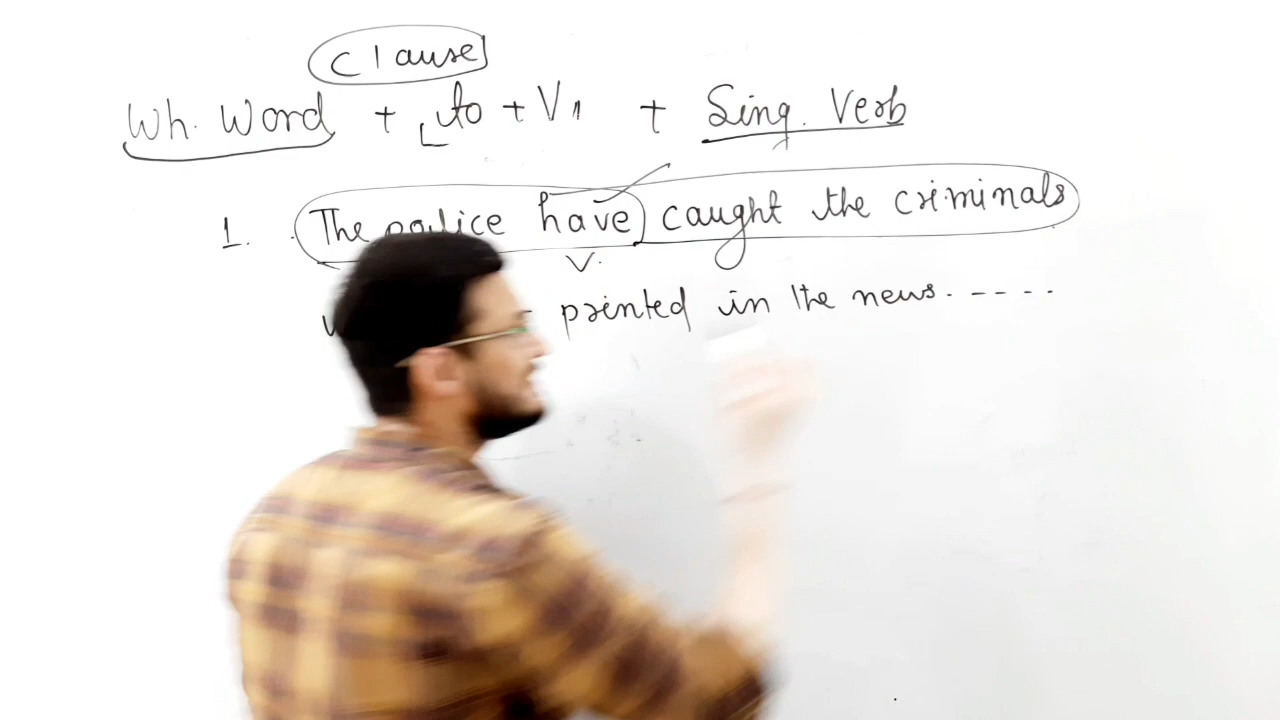 Clause
Wh. Word + to + V1 + Sing. Verb
1. The police have caught the criminals
V.
printed in the news. ----